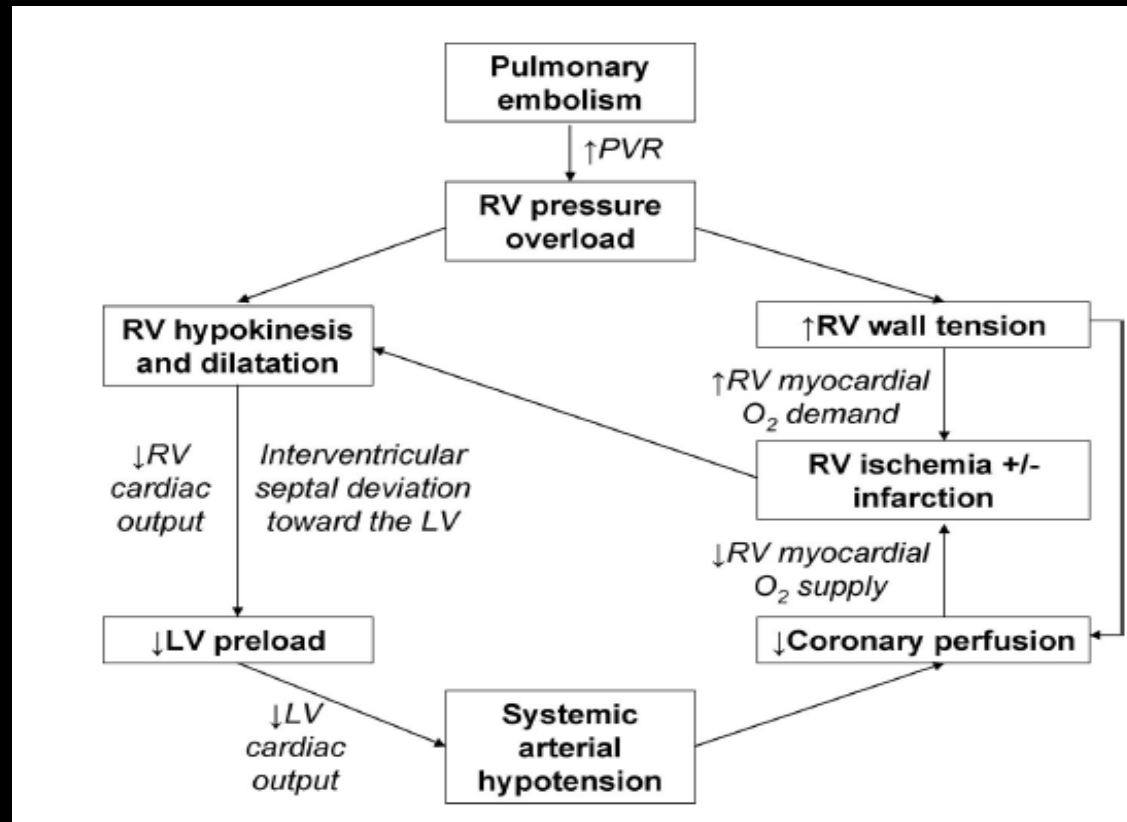 Pulmonary
embolism
↑PVR
RV pressure
overload
RV hypokinesis
and dilatation
↑RV wall tension
↑RV myocardial
O₂ demand
↓RV
cardiac
output
Interventricular
septal deviation
toward the LV
RV ischemia +/-
infarction
↓RV myocardial
O₂ supply
↓LV preload
↓Coronary perfusion
↓LV
cardiac
output
Systemic
arterial
hypotension